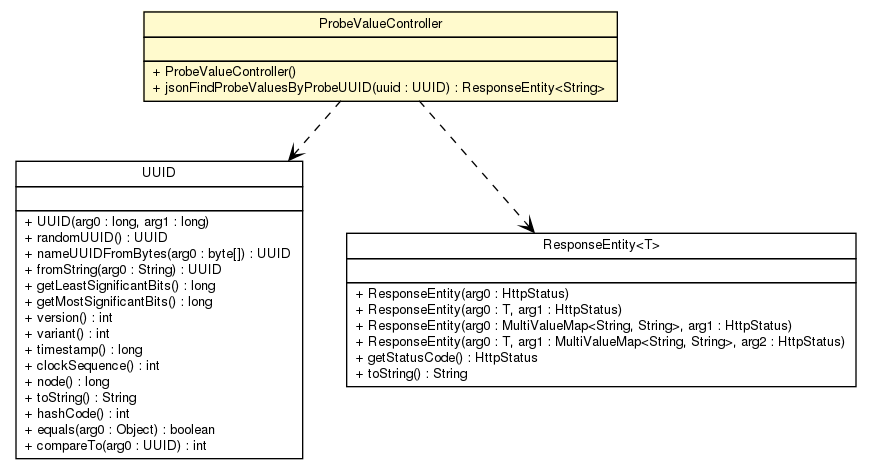 ProbeValueController
+ ProbeValueController()
+ jsonFindProbeValuesByProbeUUID(uuid : UUID) : ResponseEntity<String>
UUID
+ UUID(arg0 : long, arg1 : long)
+ randomUUID() : UUID
+ nameUUIDFromBytes(arg0 : byte[]) : UUID
+ fromString(arg0 : String) : UUID
+ getLeastSignificantBits() : long
+ getMostSignificantBits() : long
+ version() : int
+ variant() : int
+ timestamp() : long
+ clockSequence() : int
+ node() : long
+ toString() : String
+ hashCode() : int
+ equals(arg0 : Object) : boolean
+ compareTo(arg0 : UUID) : int
ResponseEntity<T>
+ ResponseEntity(arg0 : HttpStatus)
+ ResponseEntity(arg0 : T, arg1 : HttpStatus)
+ ResponseEntity(arg0 : MultiValueMap<String, String>, arg1 : HttpStatus)
+ ResponseEntity(arg0 : T, arg1 : MultiValueMap<String, String>, arg2 : HttpStatus)
+ getStatusCode() : HttpStatus
+ toString() : String